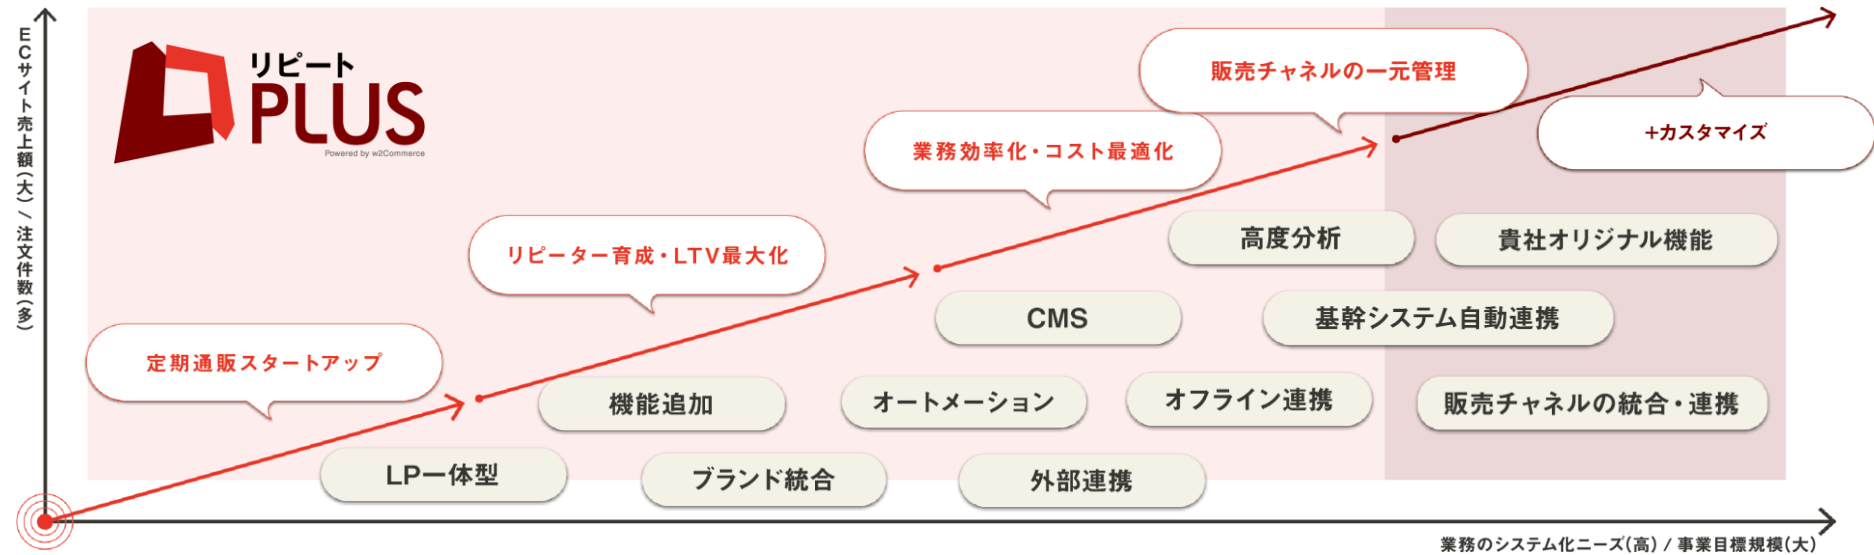 ECサイト売上額(大) / 注文件数(多)
リピート
PLUS
Powered by w2Commerce
販売チャネルの一元管理
+カスタマイズ
業務効率化・コスト最適化
リピーター育成・LTV最大化
定期通販スタートアップ
高度分析
貴社オリジナル機能
CMS
基幹システム自動連携
機能追加
オートメーション
オフライン連携
販売チャネルの統合・連携
LP一体型
ブランド統合
外部連携
業務のシステム化ニーズ(高) / 事業目標規模(大)